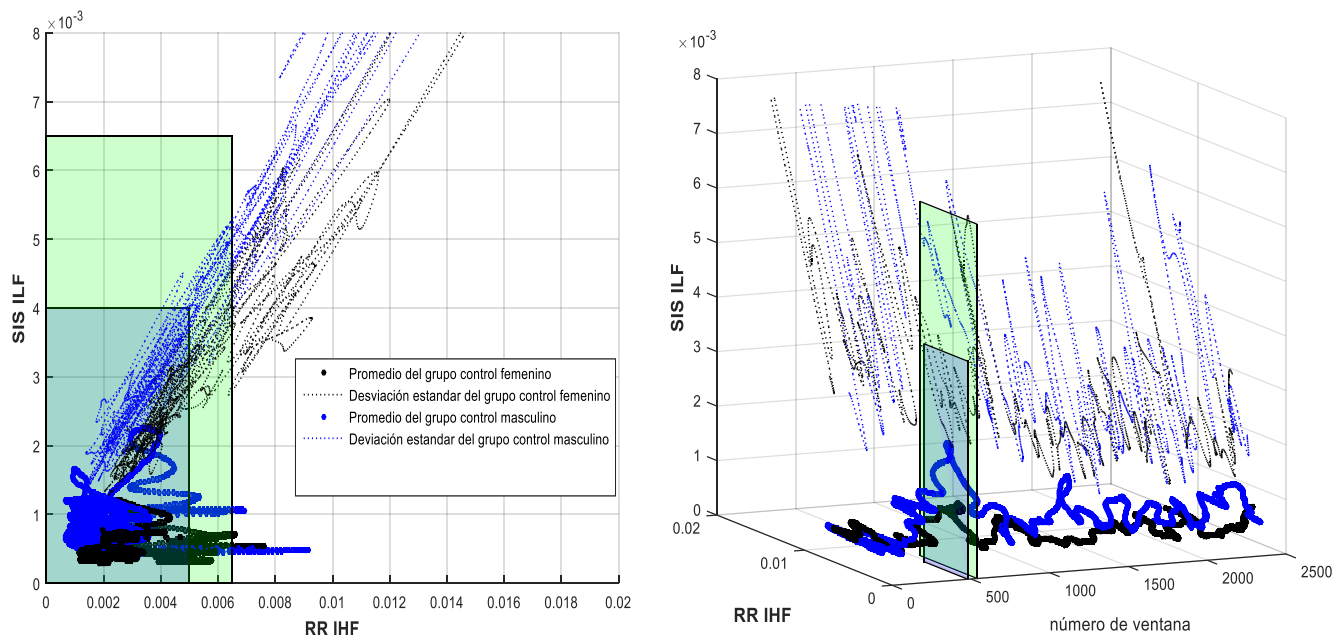 ×10⁻³
8
7
6
5
4
3
2
1
0
SIS ILF
0 0.002 0.004 0.006 0.008 0.01 0.012 0.014 0.016 0.018 0.02
RR IHF
Promedio del grupo control femenino
Desviación estandar del grupo control femenino
Promedio del grupo control masculino
Deviación estandar del grupo control masculino
×10⁻³
8
7
6
5
4
3
2
1
0
SIS ILF
0.02
0.01
0
RR IHF
0 500 1000 1500 2000 2500
número de ventana